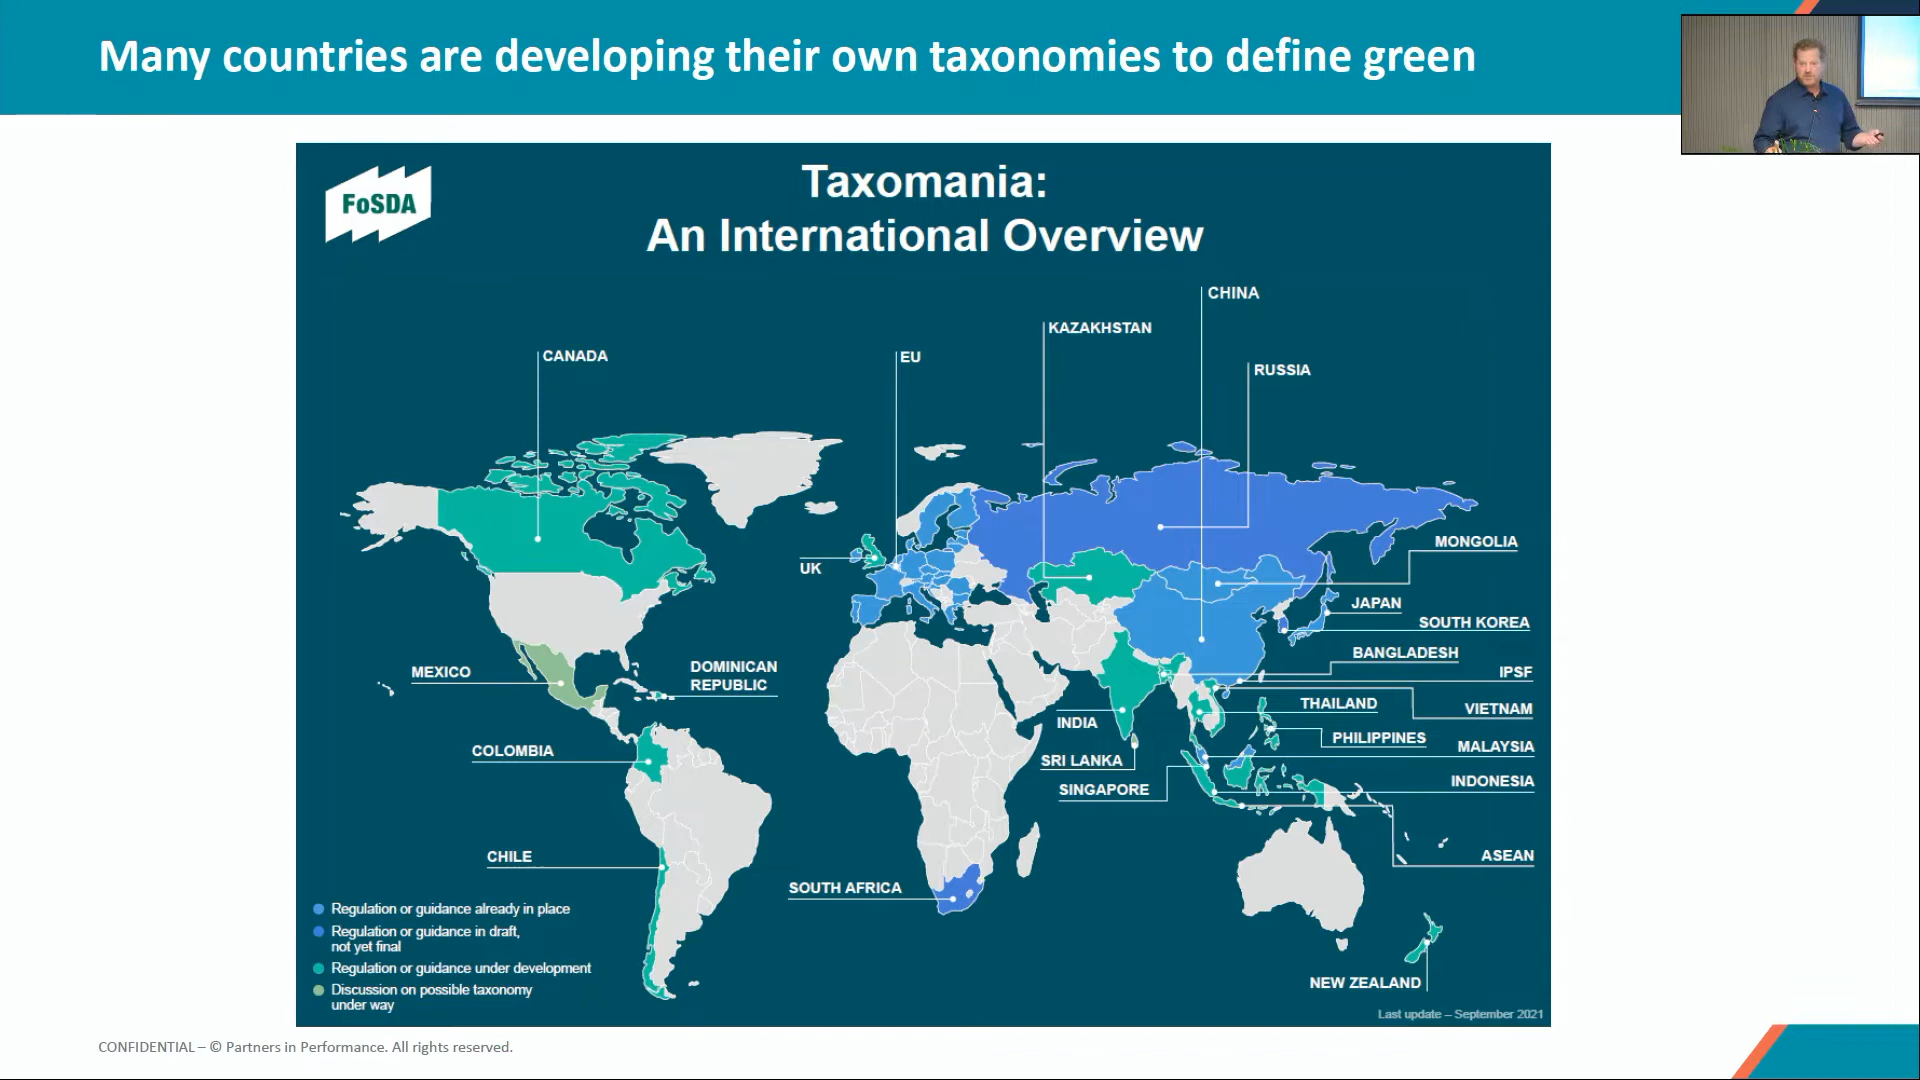 Many countries are developing their own taxonomies to define green
FoSDA
Taxomania:
An International Overview
CHINA
KAZAKHSTAN
CANADA
EU
RUSSIA
MONGOLIA
UK
JAPAN
SOUTH KOREA
BANGLADESH
MEXICO
DOMINICAN
REPUBLIC
IPSF
THAILAND
VIETNAM
INDIA
PHILIPPINES
MALAYSIA
COLOMBIA
SRI LANKA
INDONESIA
SINGAPORE
CHILE
ASEAN
SOUTH AFRICA
NEW ZEALAND
Regulation or guidance already in place
Regulation or guidance in draft,
not yet final
Regulation or guidance under development
Discussion on possible taxonomy
under way
Last update – September 2021
CONFIDENTIAL – © Partners in Performance. All rights reserved.